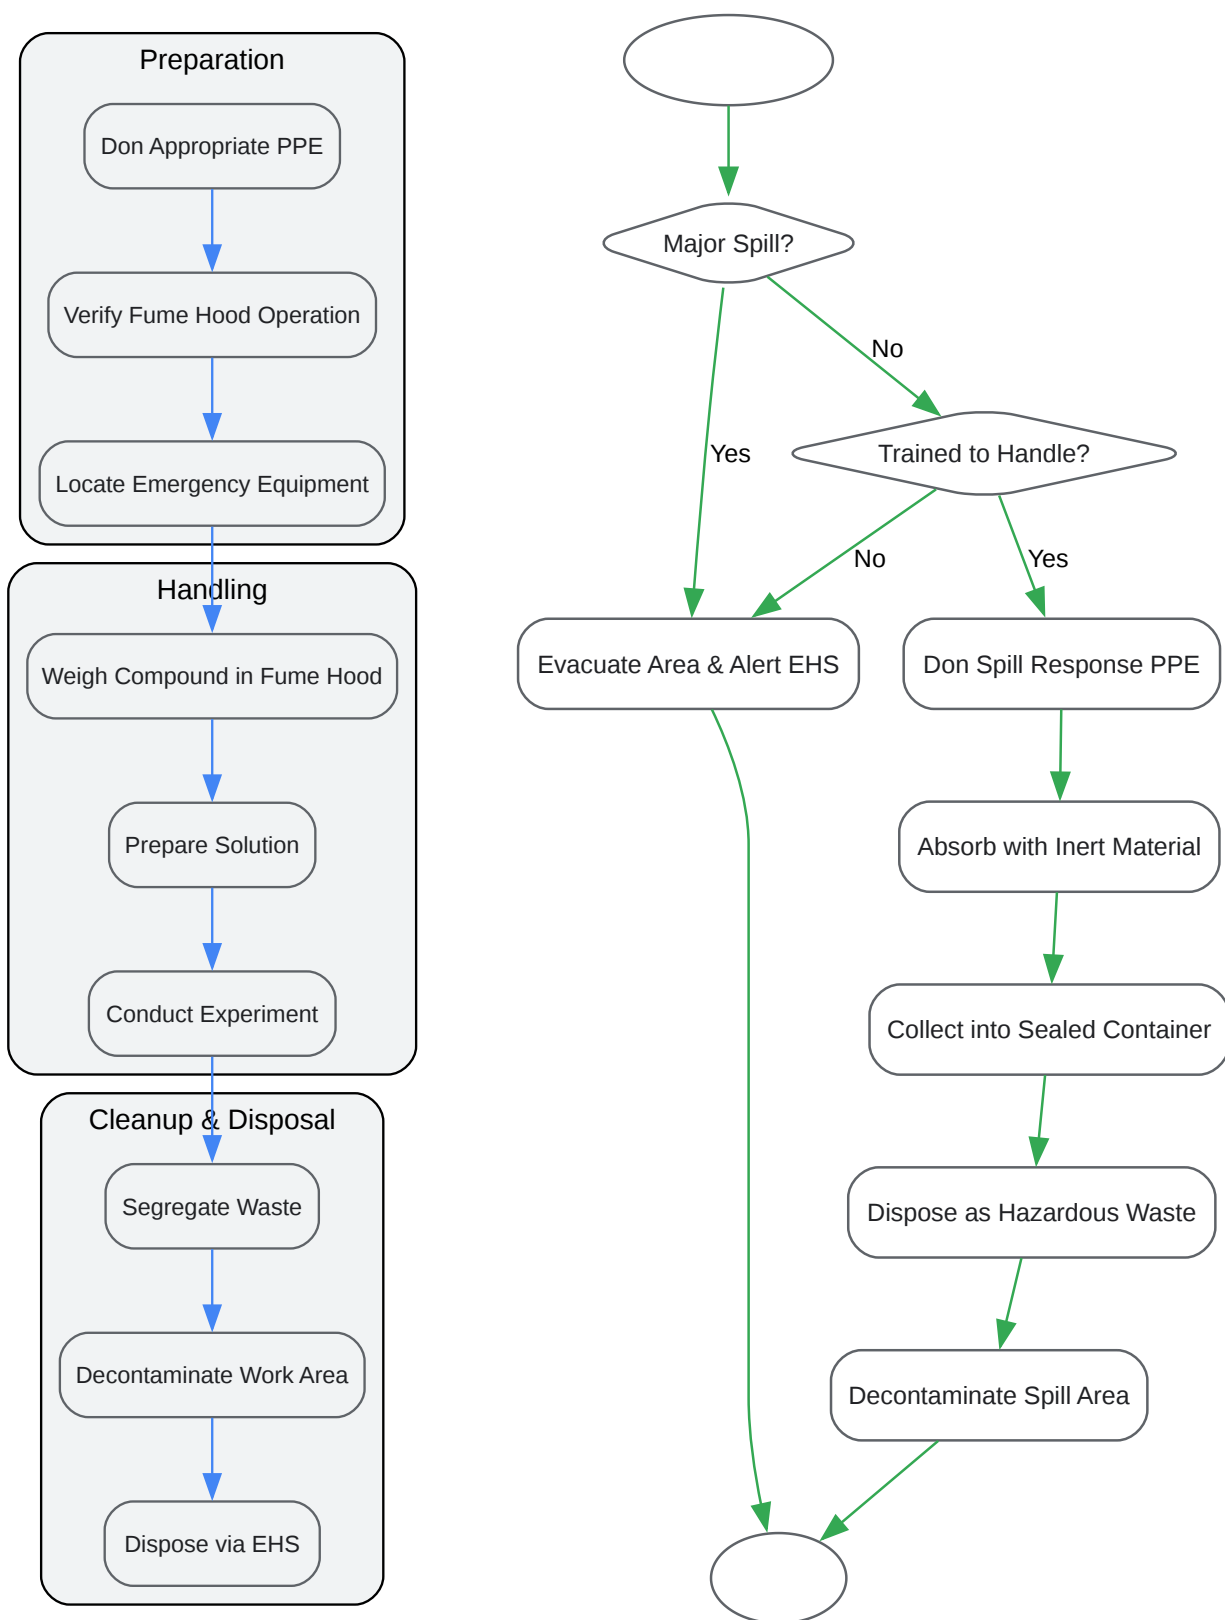 Preparation
Don Appropriate PPE
Verify Fume Hood Operation
Locate Emergency Equipment
Handling
Weigh Compound in Fume Hood
Prepare Solution
Conduct Experiment
Cleanup & Disposal
Segregate Waste
Decontaminate Work Area
Dispose via EHS
Major Spill?
No
Yes
Trained to Handle?
No
Yes
Evacuate Area & Alert EHS
Don Spill Response PPE
Absorb with Inert Material
Collect into Sealed Container
Dispose as Hazardous Waste
Decontaminate Spill Area